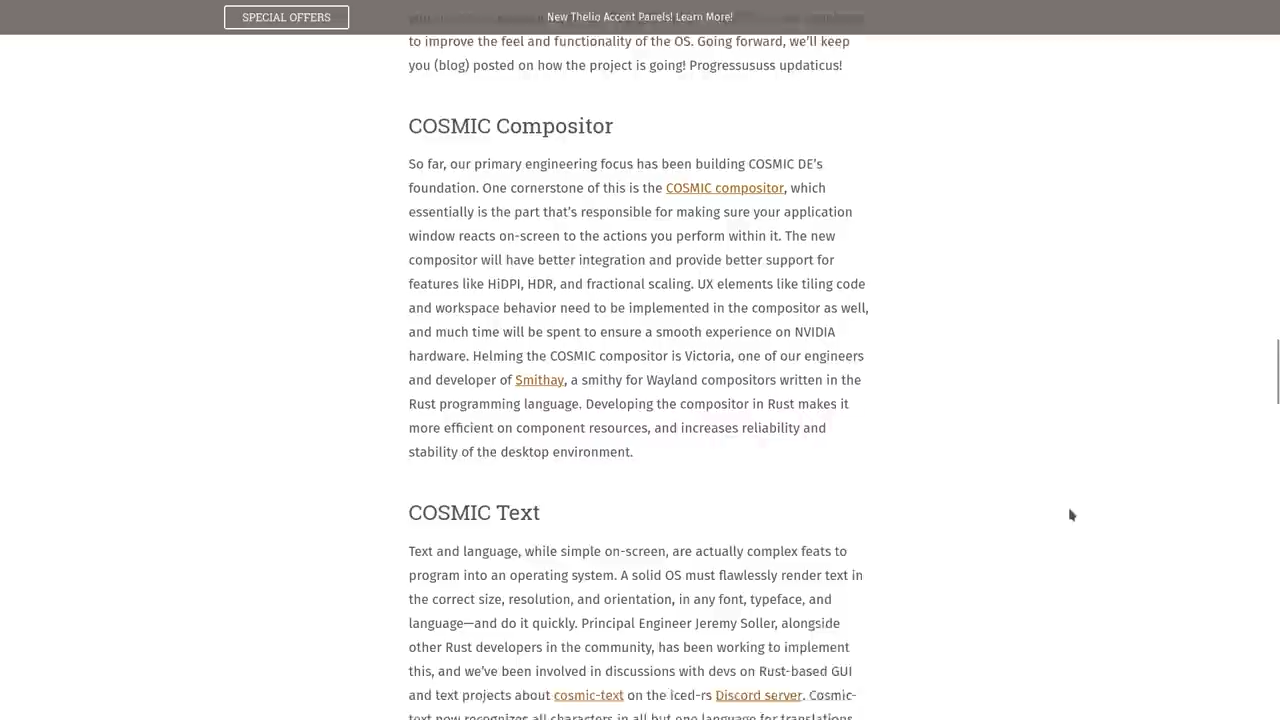 SPECIAL OFFERS
New Thelio Accent Panels! Learn More!
to improve the feel and functionality of the OS. Going forward, we’ll keep
you (blog) posted on how the project is going! Progressususs updaticus!
COSMIC Compositor
So far, our primary engineering focus has been building COSMIC DE’s
foundation. One cornerstone of this is the COSMIC compositor, which
essentially is the part that’s responsible for making sure your application
window reacts on-screen to the actions you perform within it. The new
compositor will have better integration and provide better support for
features like HiDPI, HDR, and fractional scaling. UX elements like tiling code
and workspace behavior need to be implemented in the compositor as well,
and much time will be spent to ensure a smooth experience on NVIDIA
hardware. Helming the COSMIC compositor is Victoria, one of our engineers
and developer of Smithay, a smithy for Wayland compositors written in the
Rust programming language. Developing the compositor in Rust makes it
more efficient on component resources, and increases reliability and
stability of the desktop environment.
COSMIC Text
Text and language, while simple on-screen, are actually complex feats to
program into an operating system. A solid OS must flawlessly render text in
the correct size, resolution, and orientation, in any font, typeface, and
language—and do it quickly. Principal Engineer Jeremy Soller, alongside
other Rust developers in the community, has been working to implement
this, and we’ve been involved in discussions with devs on Rust-based GUI
and text projects about cosmic-text on the Iced-rs Discord server. Cosmic-
text now recognizes all characters in all but one language for translations